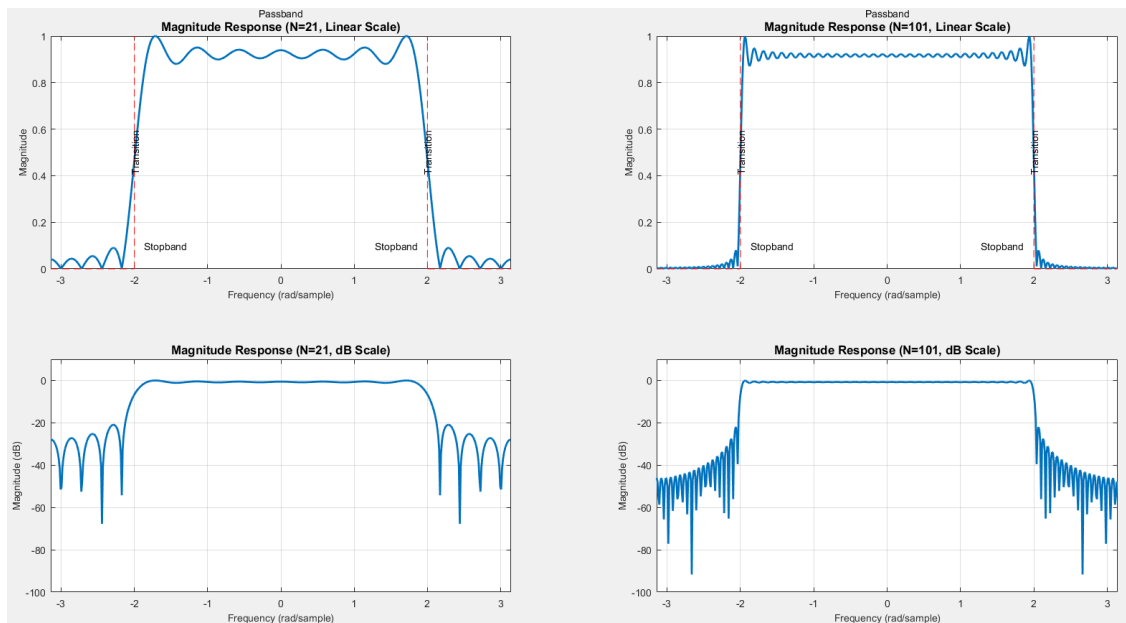 Passband
Magnitude Response (N=21, Linear Scale)
1
0.8
0.6
0.4
0.2
0
Magnitude
Transition
Transition
Stopband
Stopband
-3
-2
-1
0
1
2
3
Frequency (rad/sample)
Passband
Magnitude Response (N=101, Linear Scale)
1
0.8
0.6
0.4
0.2
0
Magnitude
Transition
Transition
Stopband
Stopband
-3
-2
-1
0
1
2
3
Frequency (rad/sample)
Magnitude Response (N=21, dB Scale)
0
-20
-40
-60
-80
-100
Magnitude (dB)
-3
-2
-1
0
1
2
3
Frequency (rad/sample)
Magnitude Response (N=101, dB Scale)
0
-20
-40
-60
-80
-100
Magnitude (dB)
-3
-2
-1
0
1
2
3
Frequency (rad/sample)